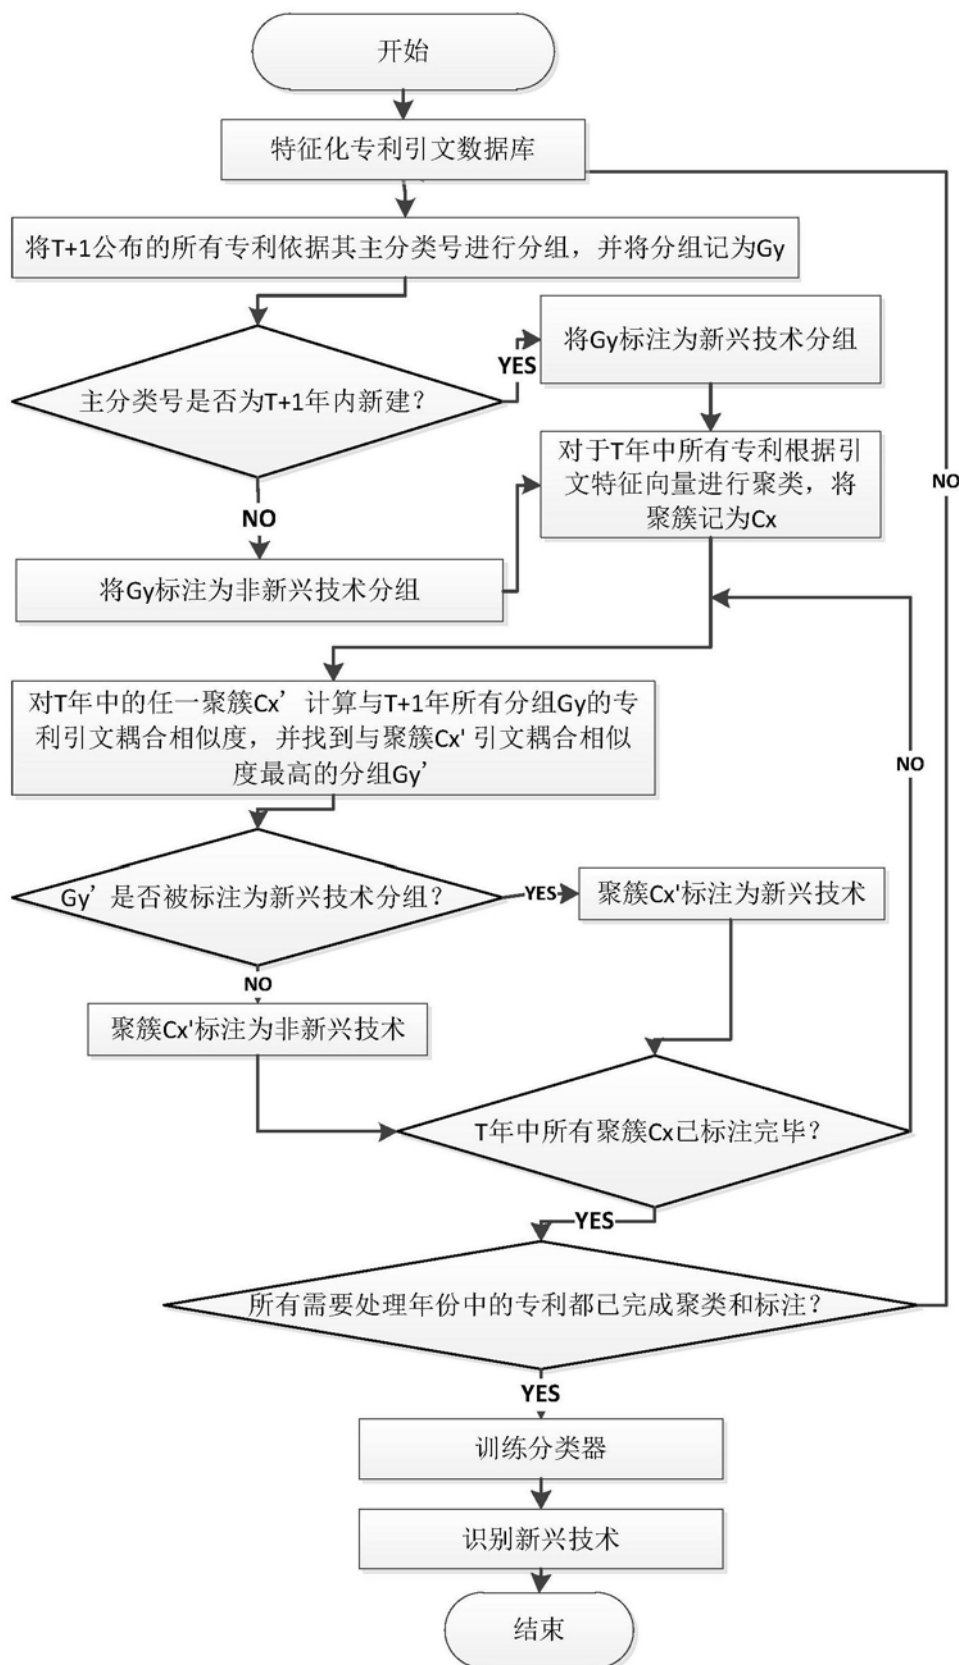 开始
特征化专利引文数据库
将T+1公布的所有专利依据其主分类号进行分组，并将分组记为Gy
主分类号是否为T+1年内新建？
YES
将Gy标注为新兴技术分组
NO
将Gy标注为非新兴技术分组
对于T年中所有专利根据引
文特征向量进行聚类，将
聚簇记为Cx
NO
对T年中的任一聚簇Cx’ 计算与T+1年所有分组Gy的专
利引文耦合相似度，并找到与聚簇Cx' 引文耦合相似
度最高的分组Gy’
NO
Gy’ 是否被标注为新兴技术分组？
YES
聚簇Cx'标注为新兴技术
NO
聚簇Cx'标注为非新兴技术
T年中所有聚簇Cx已标注完毕？
YES
所有需要处理年份中的专利都已完成聚类和标注？
YES
训练分类器
识别新兴技术
结束